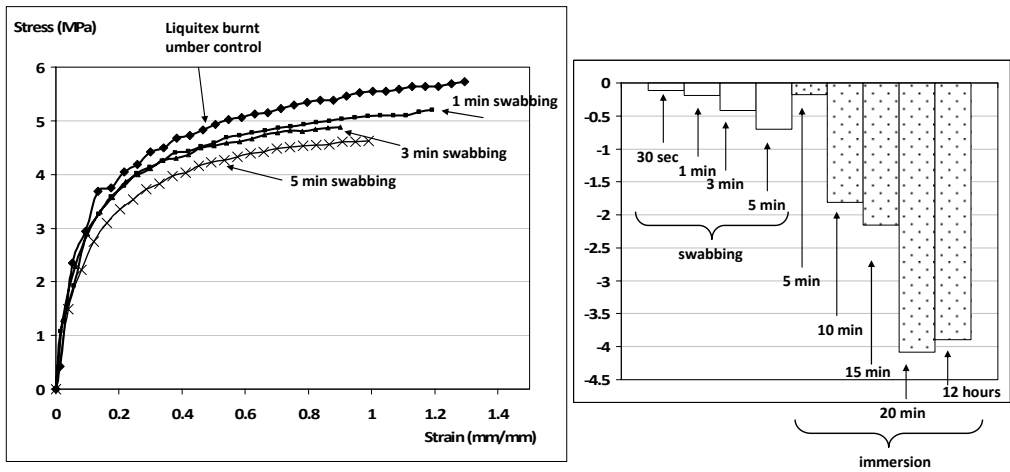 Stress (MPa)
Liquitex burnt
umber control
6
5
4
3
2
1
0
1 min swabbing
3 min swabbing
5 min swabbing
0 0.2 0.4 0.6 0.8 1 1.2 1.4
Strain (mm/mm)
0
-0.5
-1
-1.5
-2
-2.5
-3
-3.5
-4
-4.5
30 sec
1 min
3 min
5 min
swabbing
5 min
10 min
15 min
20 min
12 hours
immersion